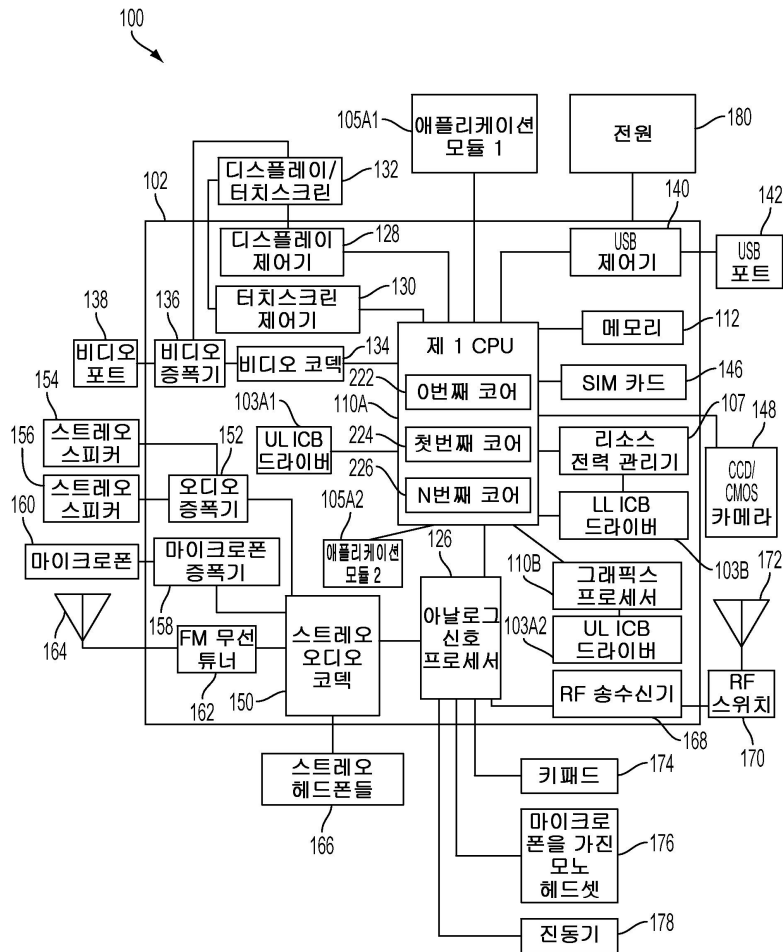 100
105A1
애플리케이션
모듈 1
전원
180
디스플레이/
터치스크린
132
102
140
142
디스플레이
제어기
128
USB
제어기
USB
포트
터치스크린
제어기
130
138
136
비디오
포트
비디오
증폭기
비디오 코덱
134
제 1 CPU
메모리
112
222
0번째 코어
110A
SIM 카드
146
154
103A1
224
첫번째 코어
107
148
스트레오
스피커
UL ICB
드라이버
리소스
전력 관리기
CCD/
CMOS
카메라
156
152
스트레오
스피커
오디오
증폭기
226
N번째 코어
105A2
LL ICB
드라이버
103B
160
마이크로폰
마이크로폰
증폭기
158
애플리케이션
모듈 2
126
110B
그래픽스
프로세서
172
164
FM 무선
튜너
162
스트레오
오디오
코덱
150
아날로그
신호
프로세서
103A2
UL ICB
드라이버
RF 송수신기
168
RF
스위치
170
스트레오
헤드폰들
166
키패드
174
마이크로
폰을 가진
모노
헤드셋
176
진동기
178